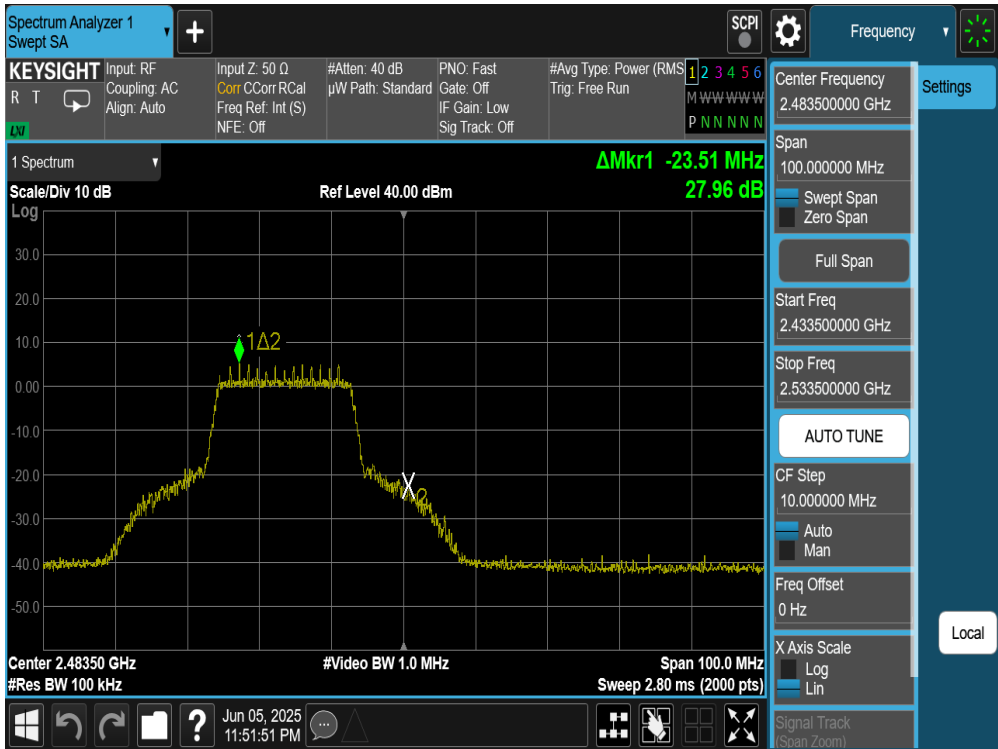 Spectrum Analyzer 1
Swept SA
+
SCPI
Frequency
KEYSIGHT
R T
LXI
Input: RF
Coupling: AC
Align: Auto
Input Z: 50 Ω
Corr CCorr RCal
Freq Ref: Int (S)
NFE: Off
#Atten: 40 dB
µW Path: Standard
PNO: Fast
Gate: Off
IF Gain: Low
Sig Track: Off
#Avg Type: Power (RMS
Trig: Free Run
1 2 3 4 5 6
M W W W W W
P N N N N N
1 Spectrum
ΔMkr1 -23.51 MHz
27.96 dB
Scale/Div 10 dB
Ref Level 40.00 dBm
Log
30.0
20.0
10.0
0.00
-10.0
-20.0
-30.0
-40.0
-50.0
1Δ2
X2
Center 2.48350 GHz
#Video BW 1.0 MHz
Span 100.0 MHz
#Res BW 100 kHz
Sweep 2.80 ms (2000 pts)
?
Jun 05, 2025
11:51:51 PM
Center Frequency
2.483500000 GHz
Span
100.000000 MHz
Swept Span
Zero Span
Full Span
Start Freq
2.433500000 GHz
Stop Freq
2.533500000 GHz
AUTO TUNE
CF Step
10.000000 MHz
Auto
Man
Freq Offset
0 Hz
X Axis Scale
Log
Lin
Signal Track
(Span Zoom)
Settings
Local